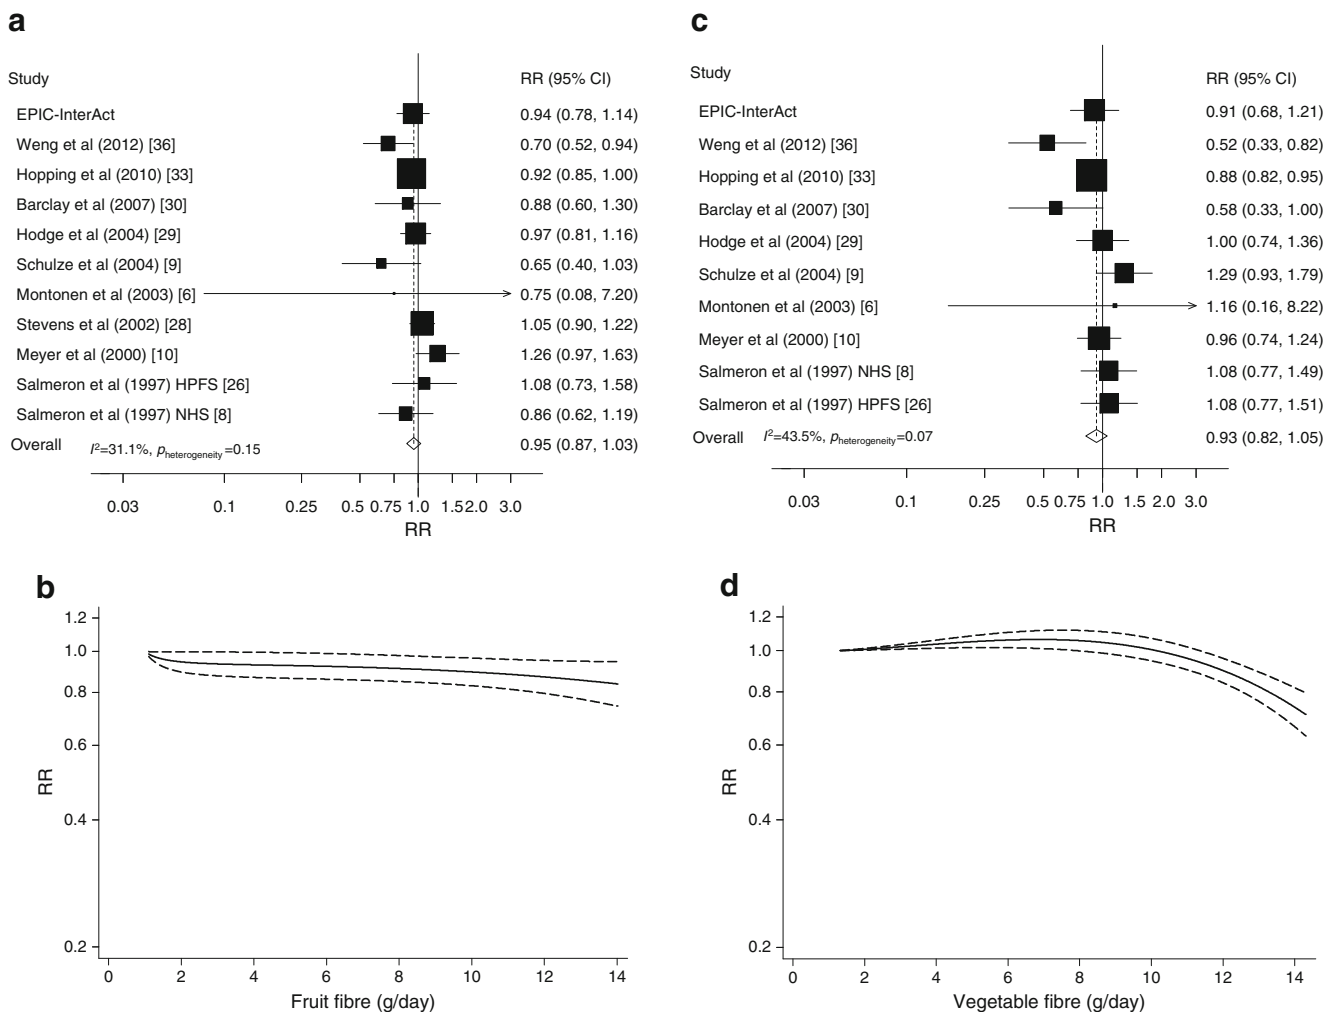 a
Study RR (95% CI)
EPIC-InterAct 0.94 (0.78, 1.14)
Weng et al (2012) [36] 0.70 (0.52, 0.94)
Hopping et al (2010) [33] 0.92 (0.85, 1.00)
Barclay et al (2007) [30] 0.88 (0.60, 1.30)
Hodge et al (2004) [29] 0.97 (0.81, 1.16)
Schulze et al (2004) [9] 0.65 (0.40, 1.03)
Montonen et al (2003) [6] 0.75 (0.08, 7.20)
Stevens et al (2002) [28] 1.05 (0.90, 1.22)
Meyer et al (2000) [10] 1.26 (0.97, 1.63)
Salmeron et al (1997) HPFS [26] 1.08 (0.73, 1.58)
Salmeron et al (1997) NHS [8] 0.86 (0.62, 1.19)
Overall I²=31.1%, pheterogeneity=0.15 0.95 (0.87, 1.03)
0.03 0.1 0.25 0.5 0.75 1.0 1.5 2.0 3.0
RR
c
Study RR (95% CI)
EPIC-InterAct 0.91 (0.68, 1.21)
Weng et al (2012) [36] 0.52 (0.33, 0.82)
Hopping et al (2010) [33] 0.88 (0.82, 0.95)
Barclay et al (2007) [30] 0.58 (0.33, 1.00)
Hodge et al (2004) [29] 1.00 (0.74, 1.36)
Schulze et al (2004) [9] 1.29 (0.93, 1.79)
Montonen et al (2003) [6] 1.16 (0.16, 8.22)
Meyer et al (2000) [10] 0.96 (0.74, 1.24)
Salmeron et al (1997) NHS [8] 1.08 (0.77, 1.49)
Salmeron et al (1997) HPFS [26] 1.08 (0.77, 1.51)
Overall I²=43.5%, pheterogeneity=0.07 0.93 (0.82, 1.05)
0.03 0.1 0.25 0.5 0.75 1.0 1.5 2.0 3.0
RR
b
1.2
1.0
0.8
0.6
0.4
0.2
RR
0 2 4 6 8 10 12 14
Fruit fibre (g/day)
d
1.2
1.0
0.8
0.6
0.4
0.2
RR
0 2 4 6 8 10 12 14
Vegetable fibre (g/day)